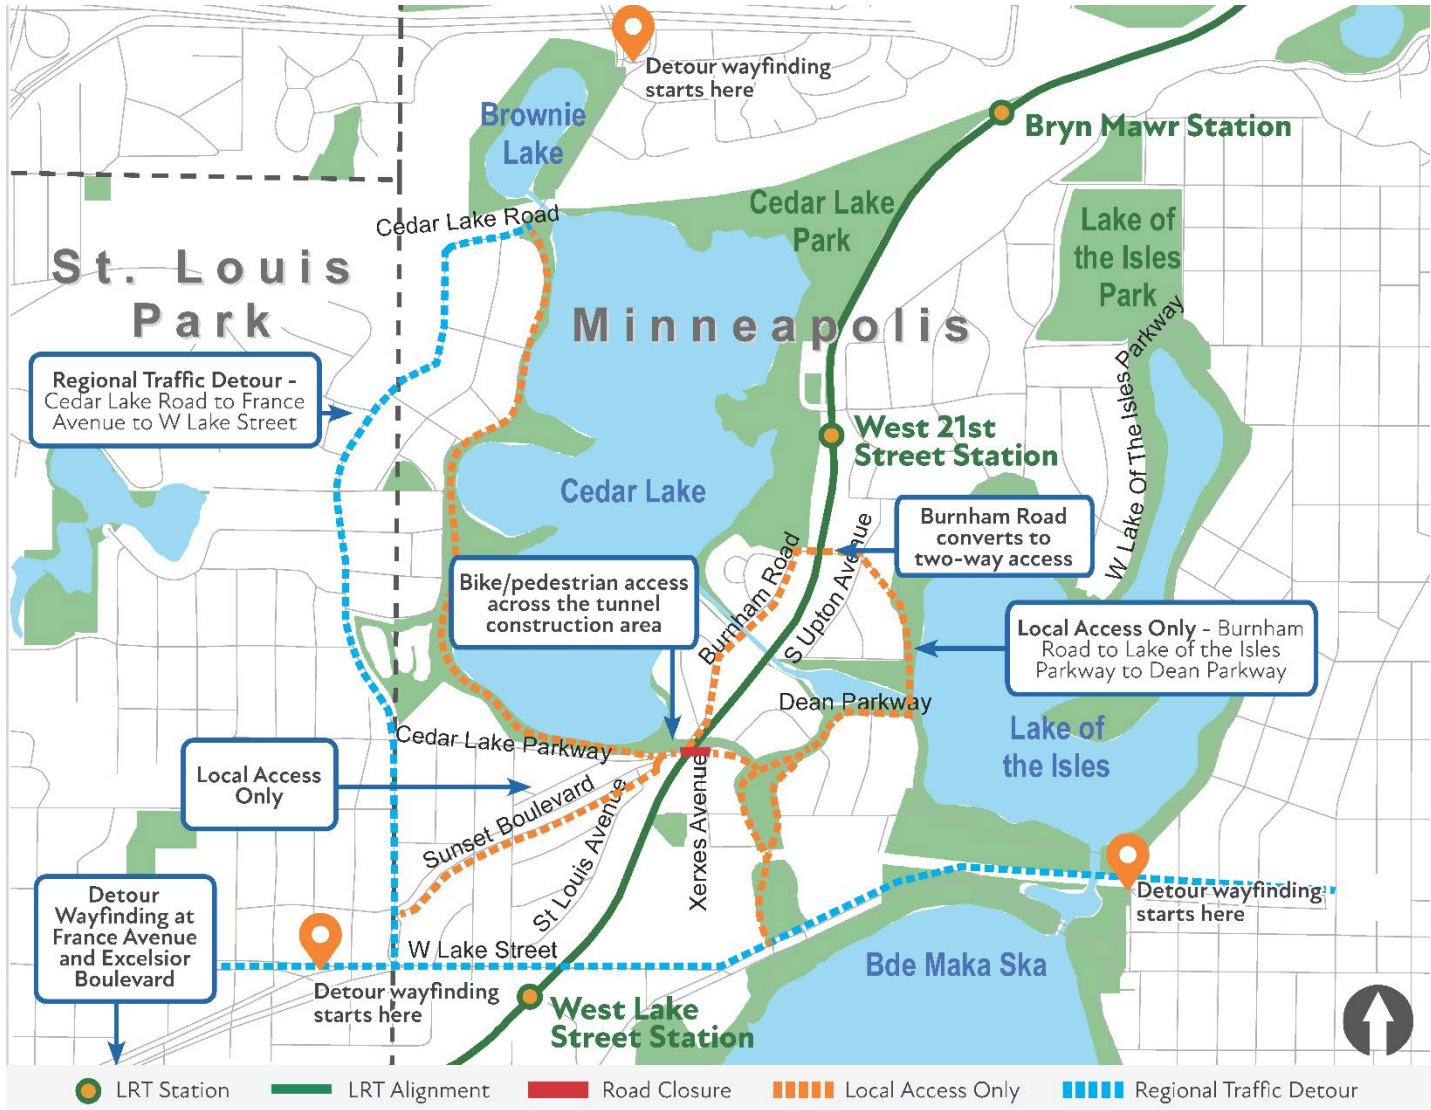 Detour wayfinding
starts here
Brownie
Lake
Bryn Mawr Station
Cedar Lake Road
Cedar Lake
Park
Lake of
the Isles
Park
St. Louis
Park
Minneapolis
W Lake Of The Isles Parkway
Regional Traffic Detour -
Cedar Lake Road to France
Avenue to W Lake Street
West 21st
Street Station
Cedar Lake
Burnham Road
converts to
two-way access
Bike/pedestrian access
across the tunnel
construction area
Burnham Road
S Upton Avenue
Local Access Only - Burnham
Road to Lake of the Isles
Parkway to Dean Parkway
Dean Parkway
Cedar Lake Parkway
Lake of
the Isles
Local Access
Only
Sunset Boulevard
St Louis Avenue
Xerxes Avenue
Detour
Wayfinding at
France Avenue
and Excelsior
Boulevard
Detour wayfinding
starts here
W Lake Street
Bde Maka Ska
Detour wayfinding
starts here
West Lake
Street Station
LRT Station
LRT Alignment
Road Closure
Local Access Only
Regional Traffic Detour